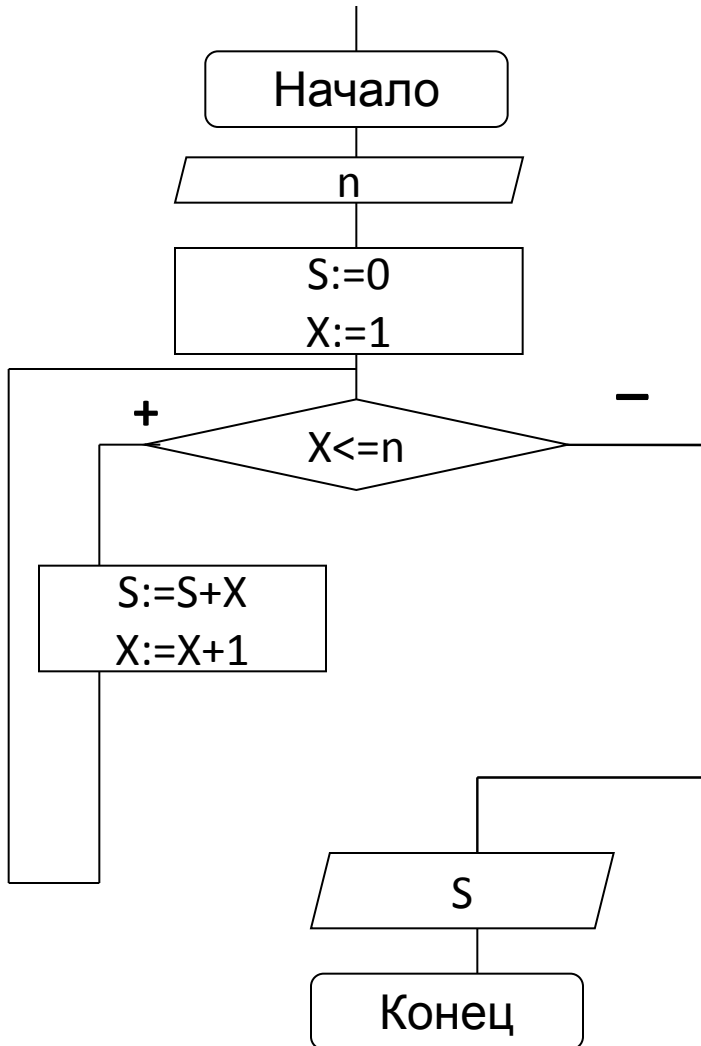 Начало
n
S:=0
X:=1
+
–
X<=n
S:=S+X
X:=X+1
S
Конец